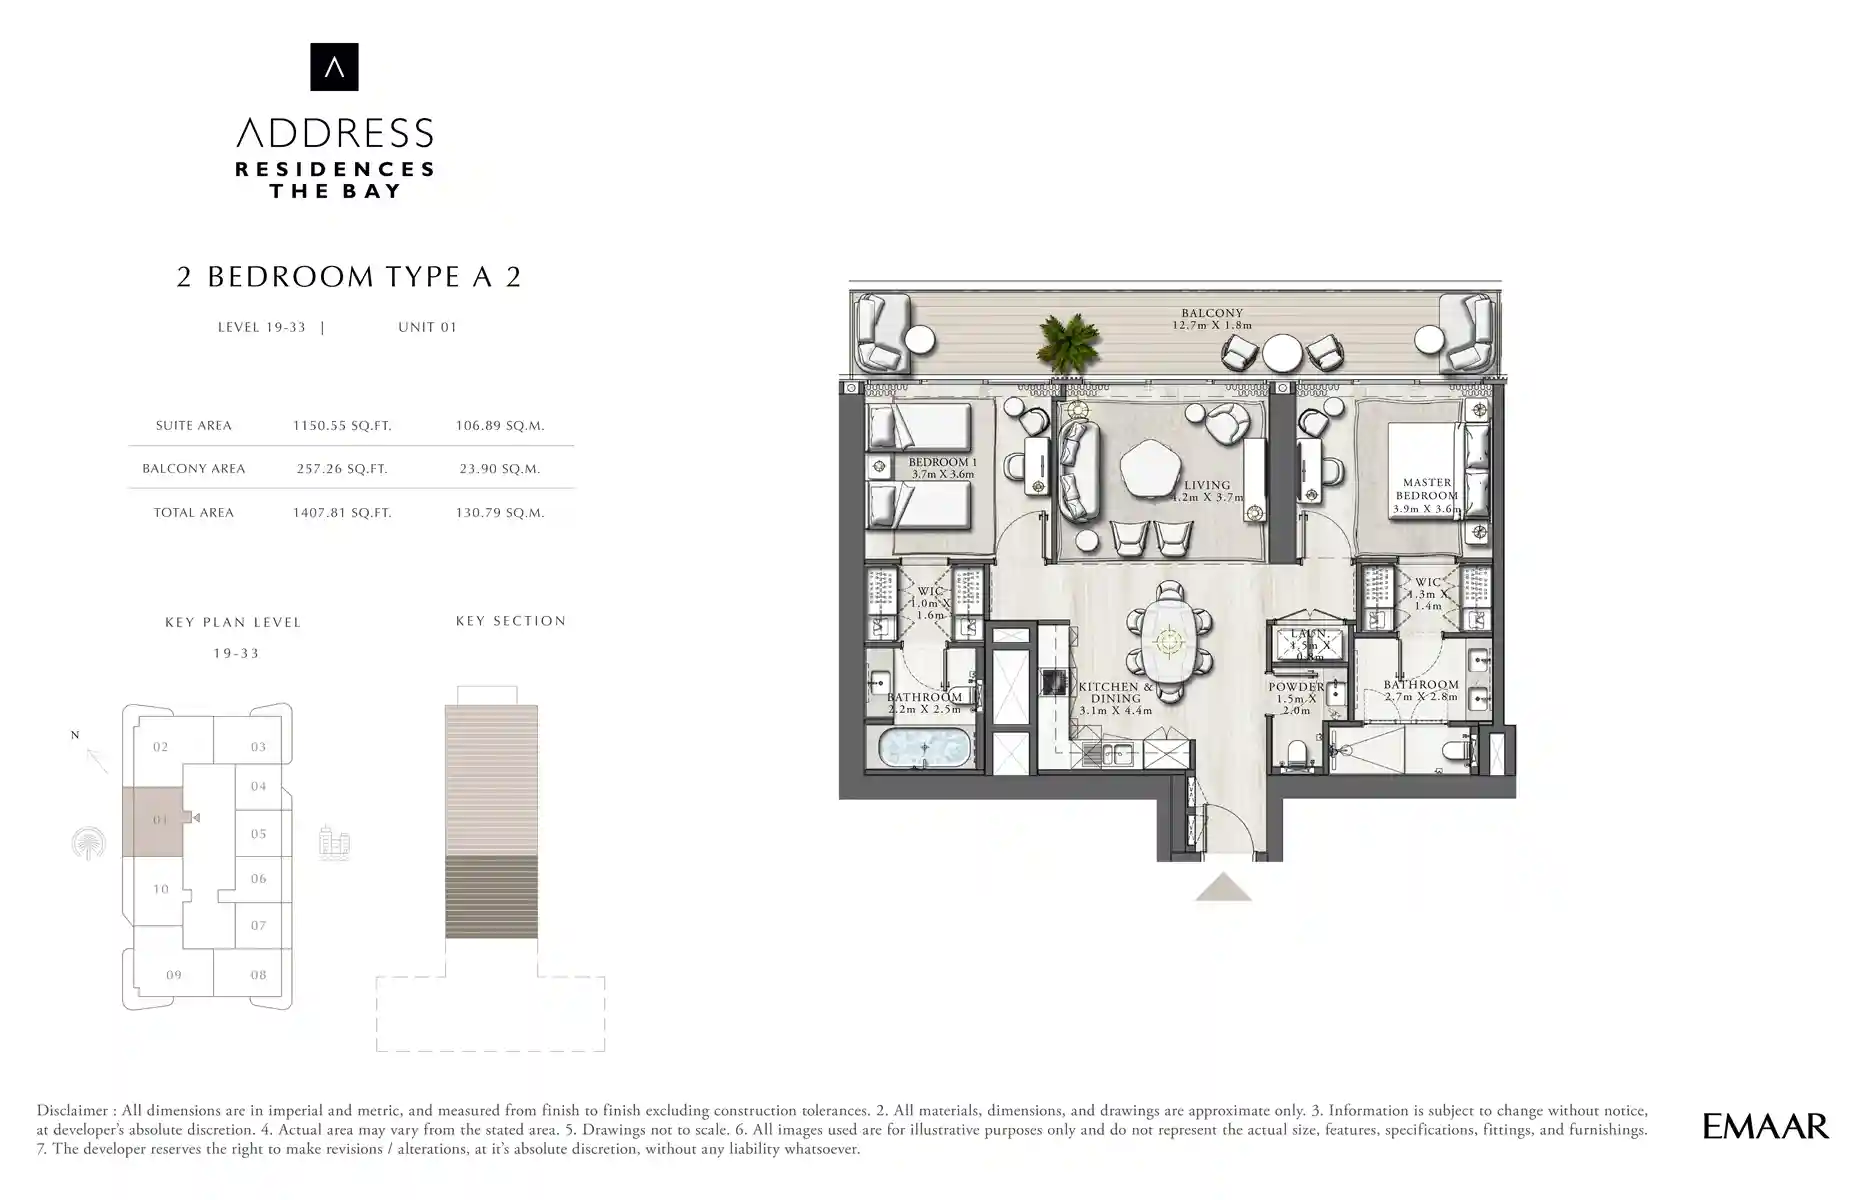 ADDRESS
RESIDENCES
THE BAY
2 BEDROOM TYPE A 2
LEVEL 19-33 | UNIT 01
SUITE AREA 1150.55 SQ.FT. 106.89 SQ.M.
BALCONY AREA 257.26 SQ.FT. 23.90 SQ.M.
TOTAL AREA 1407.81 SQ.FT. 130.79 SQ.M.
KEY PLAN LEVEL
19-33
KEY SECTION
N
02
03
04
01
05
06
10
07
09
08
BALCONY
12.7m X 1.8m
BEDROOM 1
3.7m X 3.6m
LIVING
4.2m X 3.7m
MASTER
BEDROOM
3.9m X 3.6m
WIC
1.0m X
1.6m
WIC
1.3m X
1.4m
LAUN.
1.5m X
0.8m
BATHROOM
2.2m X 2.5m
KITCHEN &
DINING
3.1m X 4.4m
POWDER
1.5m X
2.0m
BATHROOM
2.7m X 2.8m
Disclaimer : All dimensions are in imperial and metric, and measured from finish to finish excluding construction tolerances. 2. All materials, dimensions, and drawings are approximate only. 3. Information is subject to change without notice,
at developer's absolute discretion. 4. Actual area may vary from the stated area. 5. Drawings not to scale. 6. All images used are for illustrative purposes only and do not represent the actual size, features, specifications, fittings, and furnishings.
7. The developer reserves the right to make revisions / alterations, at it's absolute discretion, without any liability whatsoever.
EMAAR